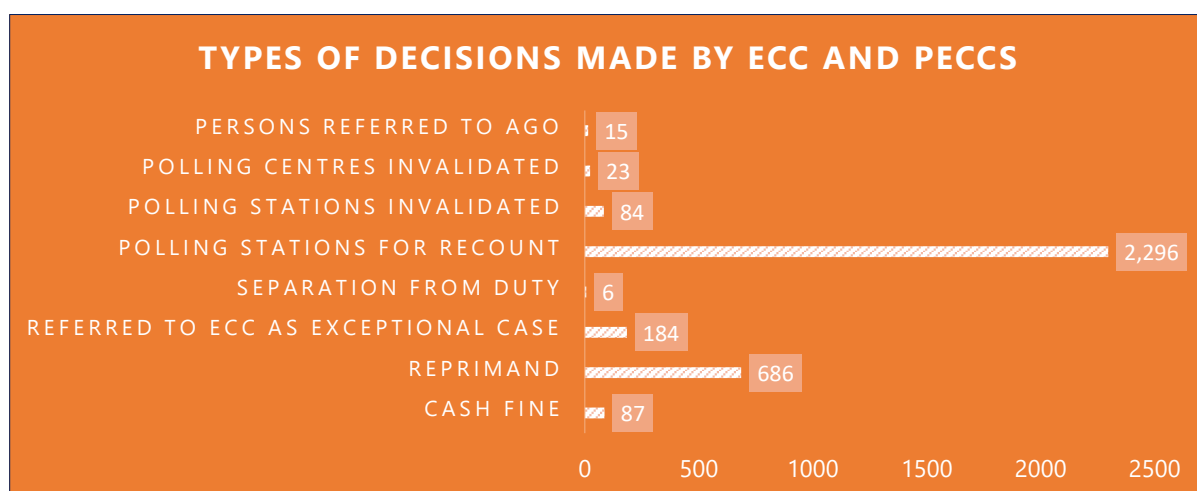 TYPES OF DECISIONS MADE BY ECC AND PECCS
PERSONS REFERRED TO AGO 15
POLLING CENTRES INVALIDATED 23
POLLING STATIONS INVALIDATED 84
POLLING STATIONS FOR RECOUNT 2,296
SEPARATION FROM DUTY 6
REFERRED TO ECC AS EXCEPTIONAL CASE 184
REPRIMAND 686
CASH FINE 87
0 500 1000 1500 2000 2500